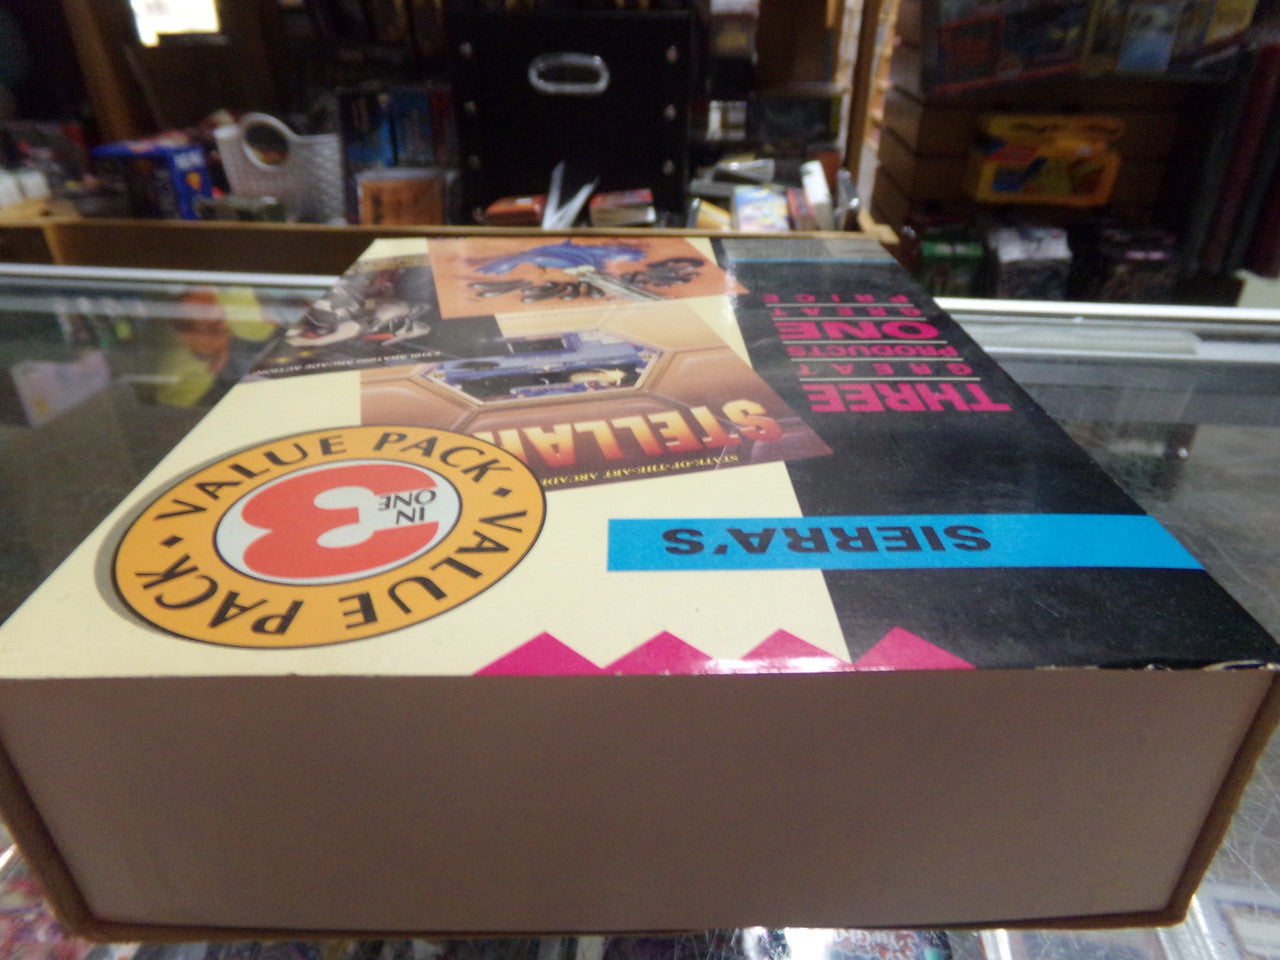 SIERRA'S
THREE
GREAT
PRODUCTS
ONE
GREAT
PRICE
VALUE PACK • VALUE PACK •
3
IN
ONE
STELLAR
STATE-OF-THE-ART ARCADE